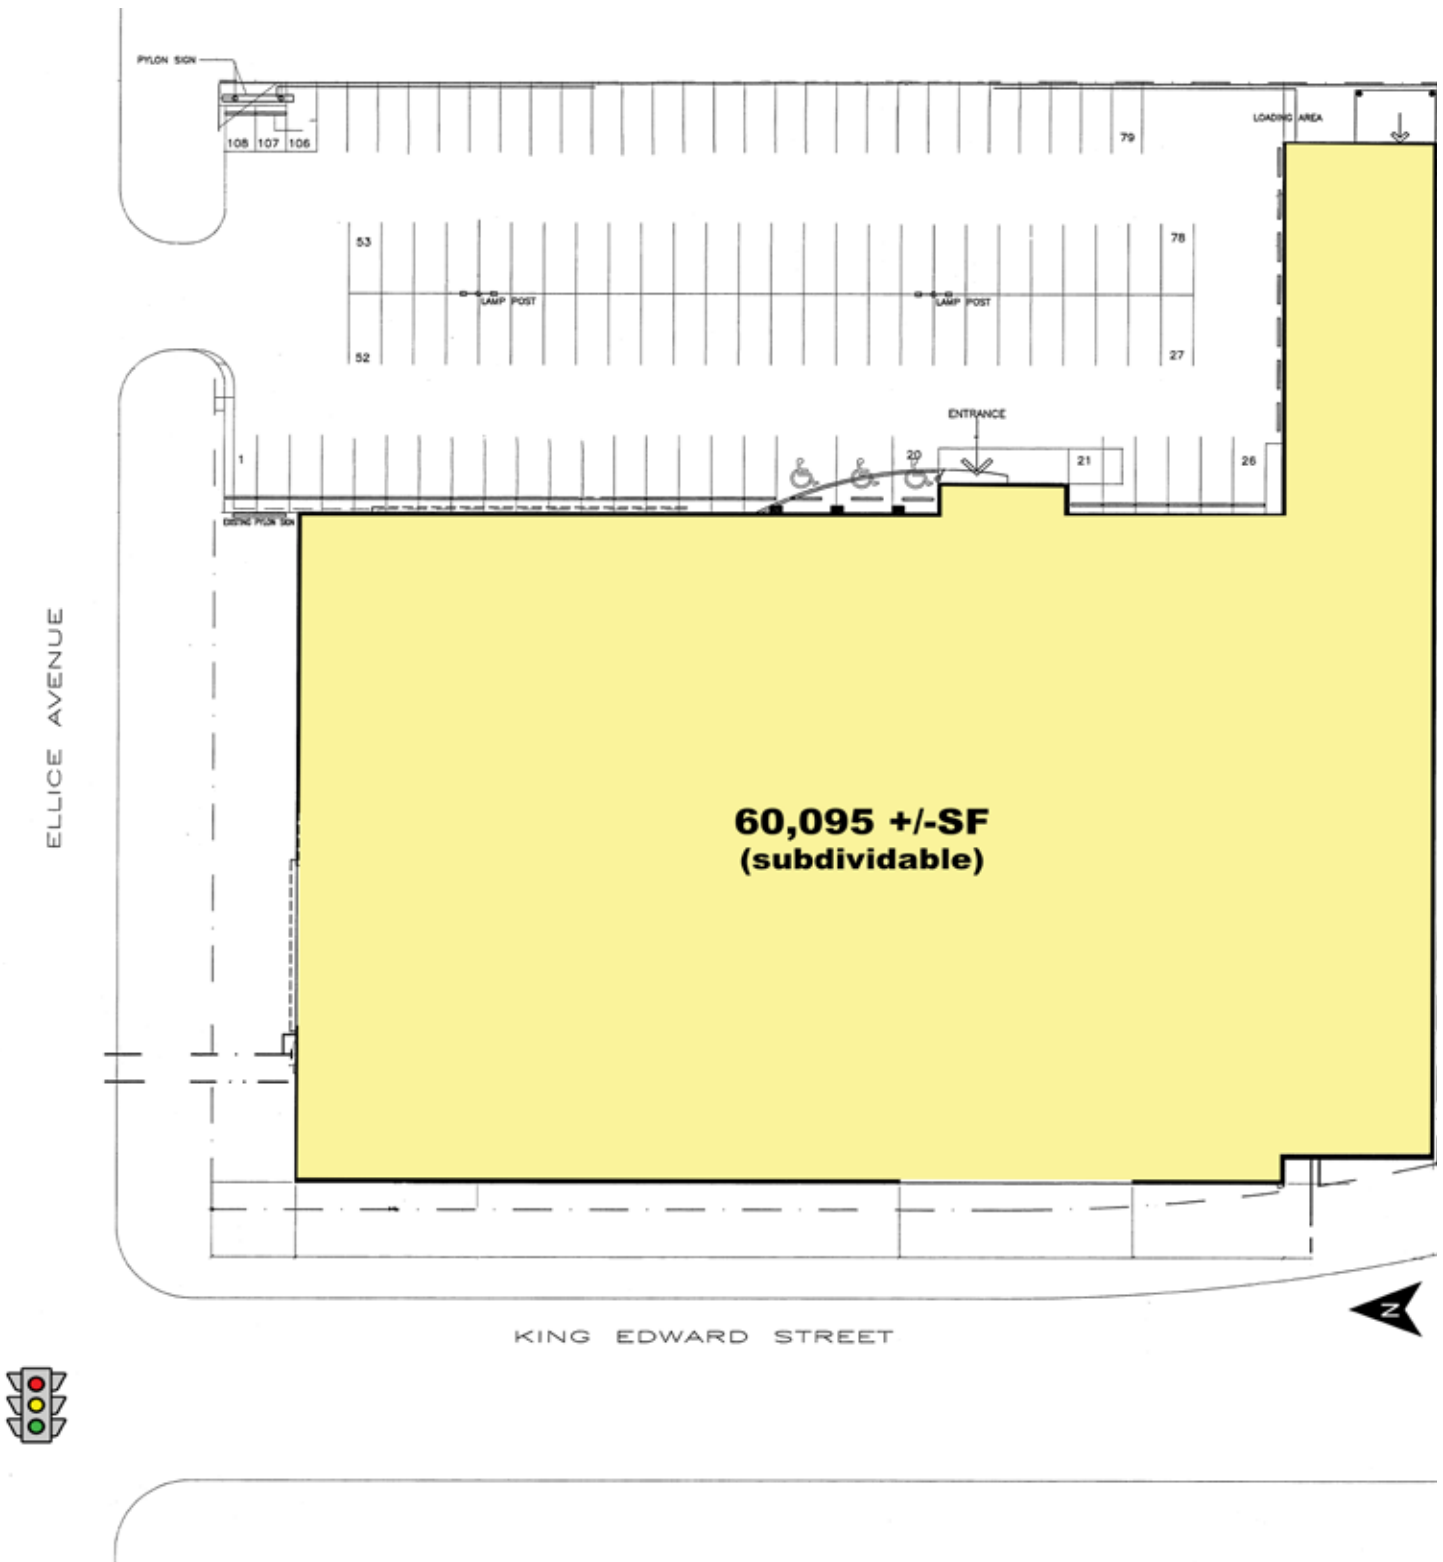 PYLON SIGN
LOADING AREA
108 107 106
79
53
78
LAMP POST
LAMP POST
52
27
ENTRANCE
1
20
21
26
EXISTING PYLON SIGN
ELLICE AVENUE
60,095 +/-SF
(subdividable)
N
KING EDWARD STREET